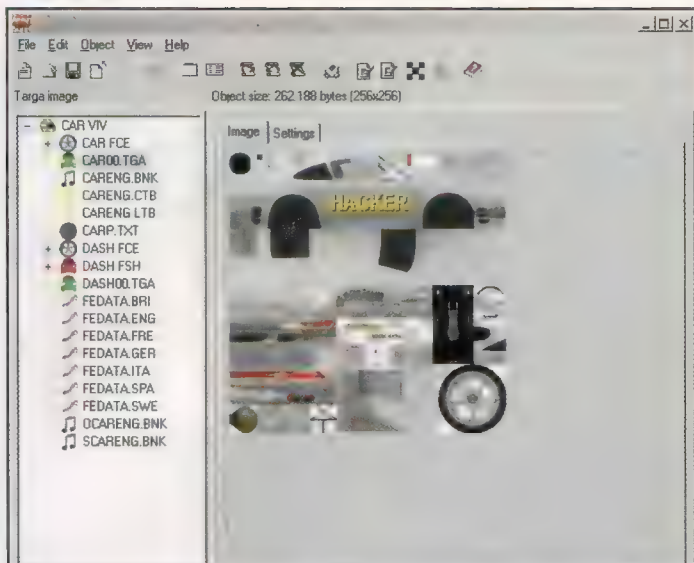 File Edit Object View Help
Targa image
Object size: 262.188 bytes (256x256)
CAR VIV
CAR FCE
CAR00.TGA
CARENG.BNK
CARENG.CTB
CARENG LTB
CARP.TXT
DASH FCE
DASH FSH
DASH00.TGA
FEDATA.BRI
FEDATA.ENG
FEDATA.FRE
FEDATA.GER
FEDATA.ITA
FEDATA.SPA
FEDATA.SWE
OCARENG.BNK
SCARENG.BNK
Image Settings
HACKER